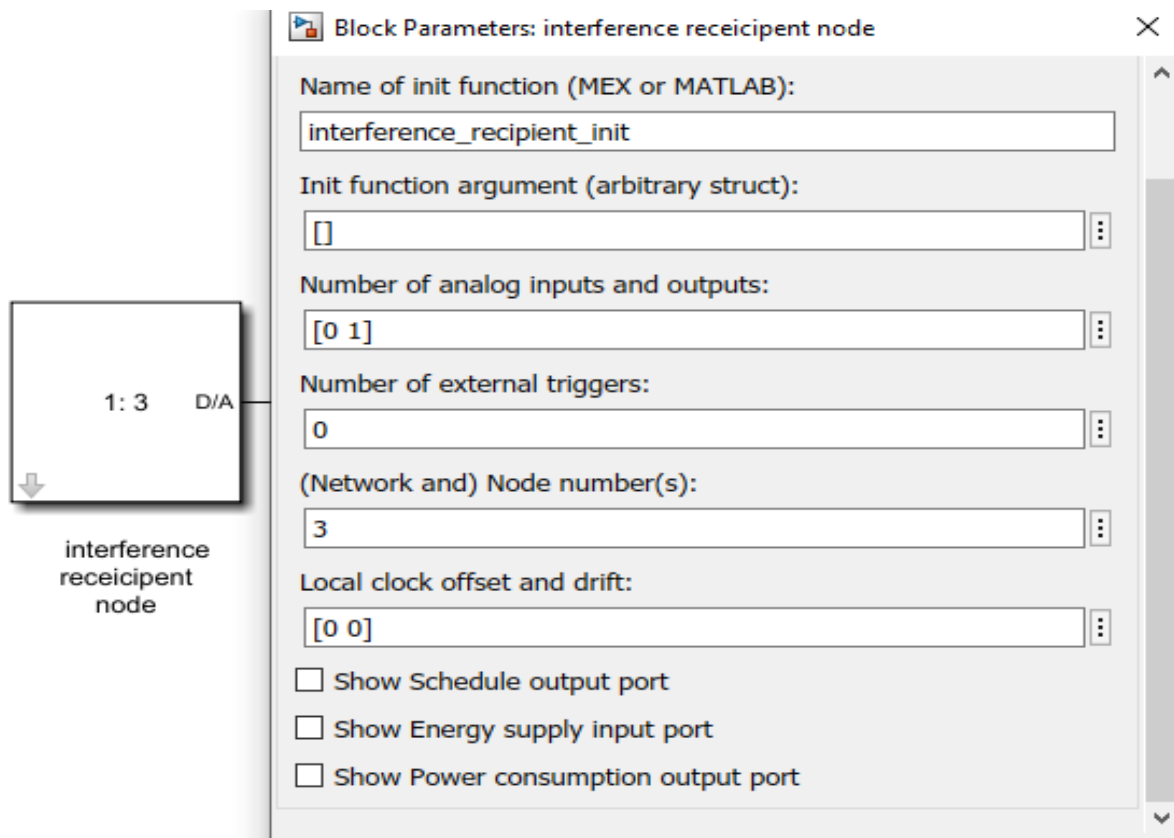 Block Parameters: interference receicipent node
Name of init function (MEX or MATLAB):
interference_recipient_init
Init function argument (arbitrary struct):
[]
Number of analog inputs and outputs:
[0 1]
Number of external triggers:
0
(Network and) Node number(s):
3
Local clock offset and drift:
[0 0]
Show Schedule output port
Show Energy supply input port
Show Power consumption output port
1: 3 D/A
interference
receicipent
node